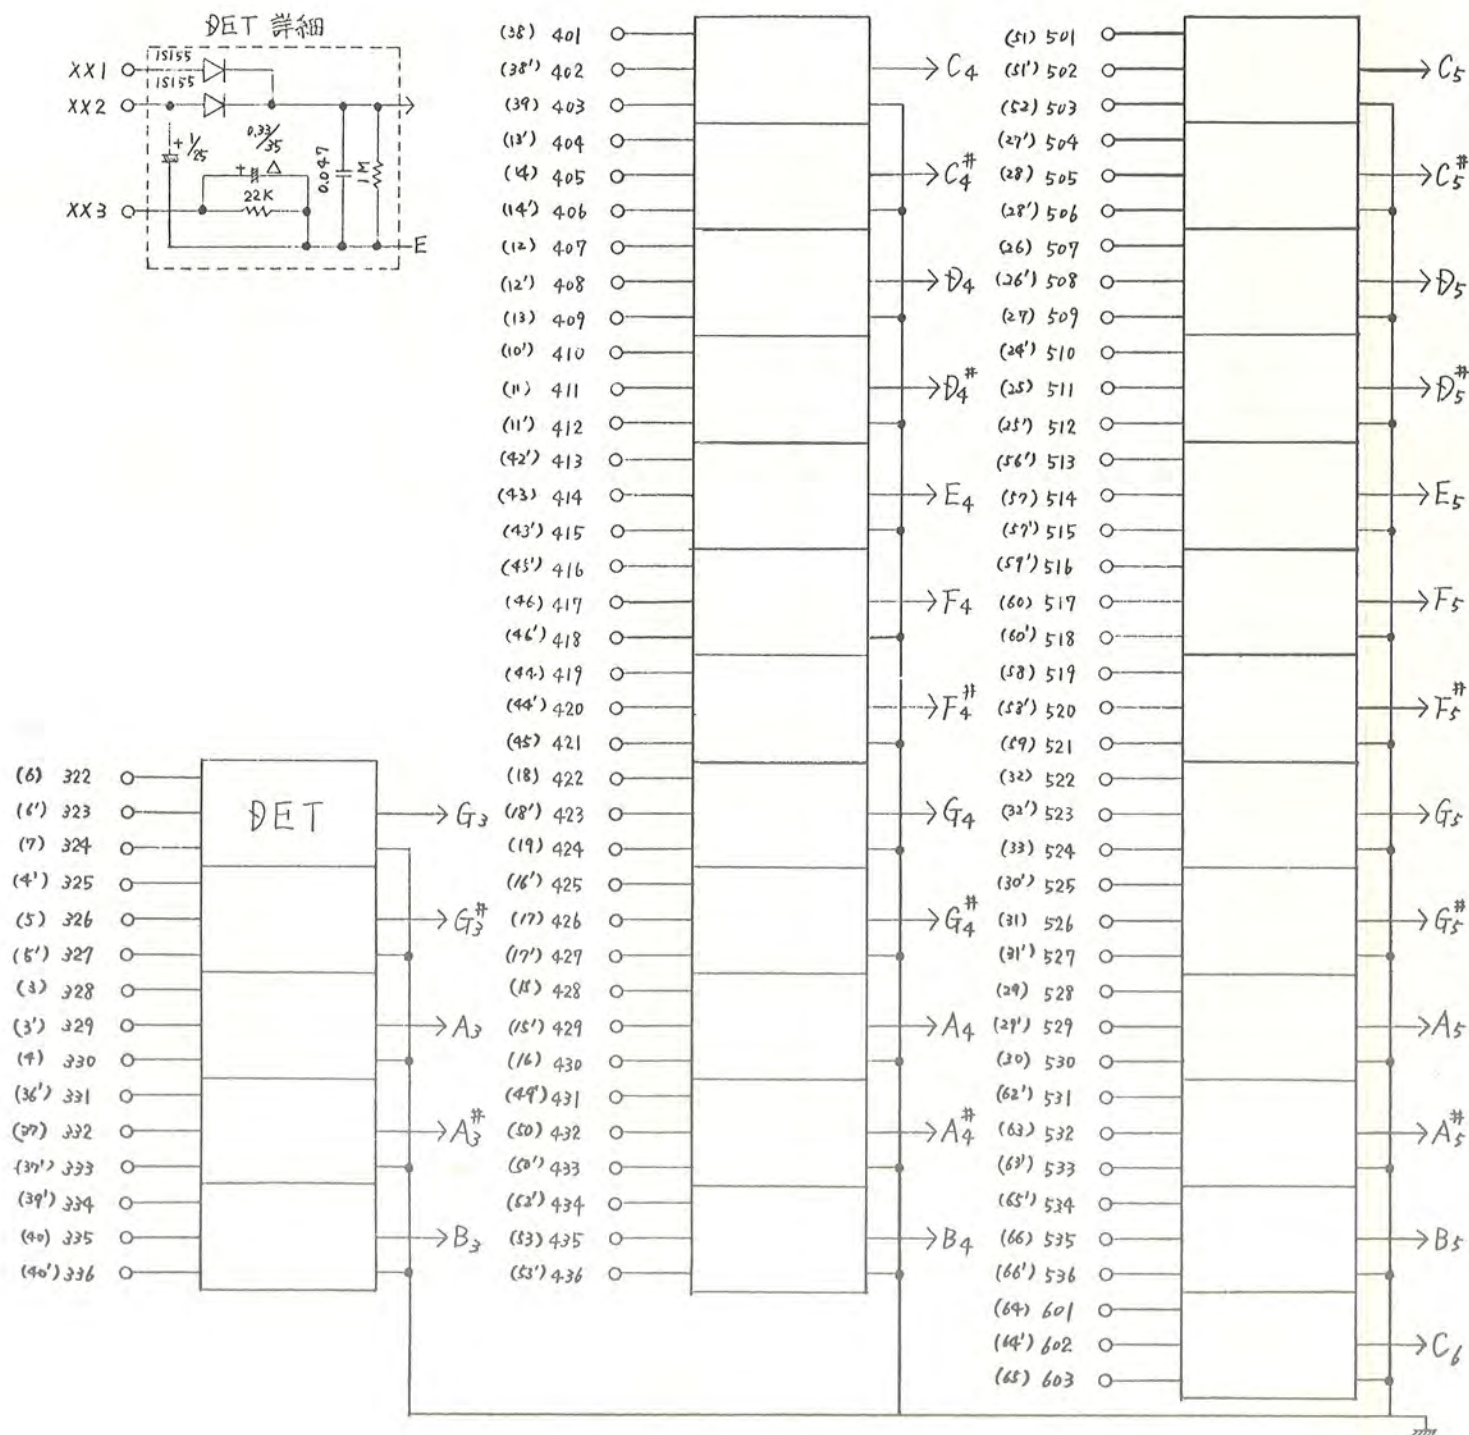 DET 詳細
XX1
1S155
1S155
XX2
+ 1/25
0.33/35
+ △
22K
0.047
1M
XX3
E
(6) 322
(6') 323
(7) 324
(4') 325
(5) 326
(5') 327
(3) 328
(3') 329
(4) 330
(36') 331
(37) 332
(37') 333
(39') 334
(40) 335
(40') 336
DET
G3
G3#
A3
A3#
B3
(38) 401
(38') 402
(39) 403
(13') 404
(14) 405
(14') 406
(12) 407
(12') 408
(13) 409
(10') 410
(11) 411
(11') 412
(42') 413
(43) 414
(43') 415
(45') 416
(46) 417
(46') 418
(44) 419
(44') 420
(45) 421
(18) 422
(18') 423
(19) 424
(16') 425
(17) 426
(17') 427
(15) 428
(15') 429
(16) 430
(49') 431
(50) 432
(50') 433
(52') 434
(53) 435
(53') 436
C4
C4#
D4
D4#
E4
F4
F4#
G4
G4#
A4
A4#
B4
(51) 501
(51') 502
(52) 503
(27') 504
(28) 505
(28') 506
(26) 507
(26') 508
(27) 509
(24') 510
(25) 511
(25') 512
(56') 513
(57) 514
(57') 515
(59') 516
(60) 517
(60') 518
(58) 519
(58') 520
(59) 521
(32) 522
(32') 523
(33) 524
(30') 525
(31) 526
(31') 527
(29) 528
(29') 529
(30) 530
(62') 531
(63) 532
(63') 533
(65') 534
(66) 535
(66') 536
(64) 601
(64') 602
(65) 603
C5
C5#
D5
D5#
E5
F5
F5#
G5
G5#
A5
A5#
B5
C6